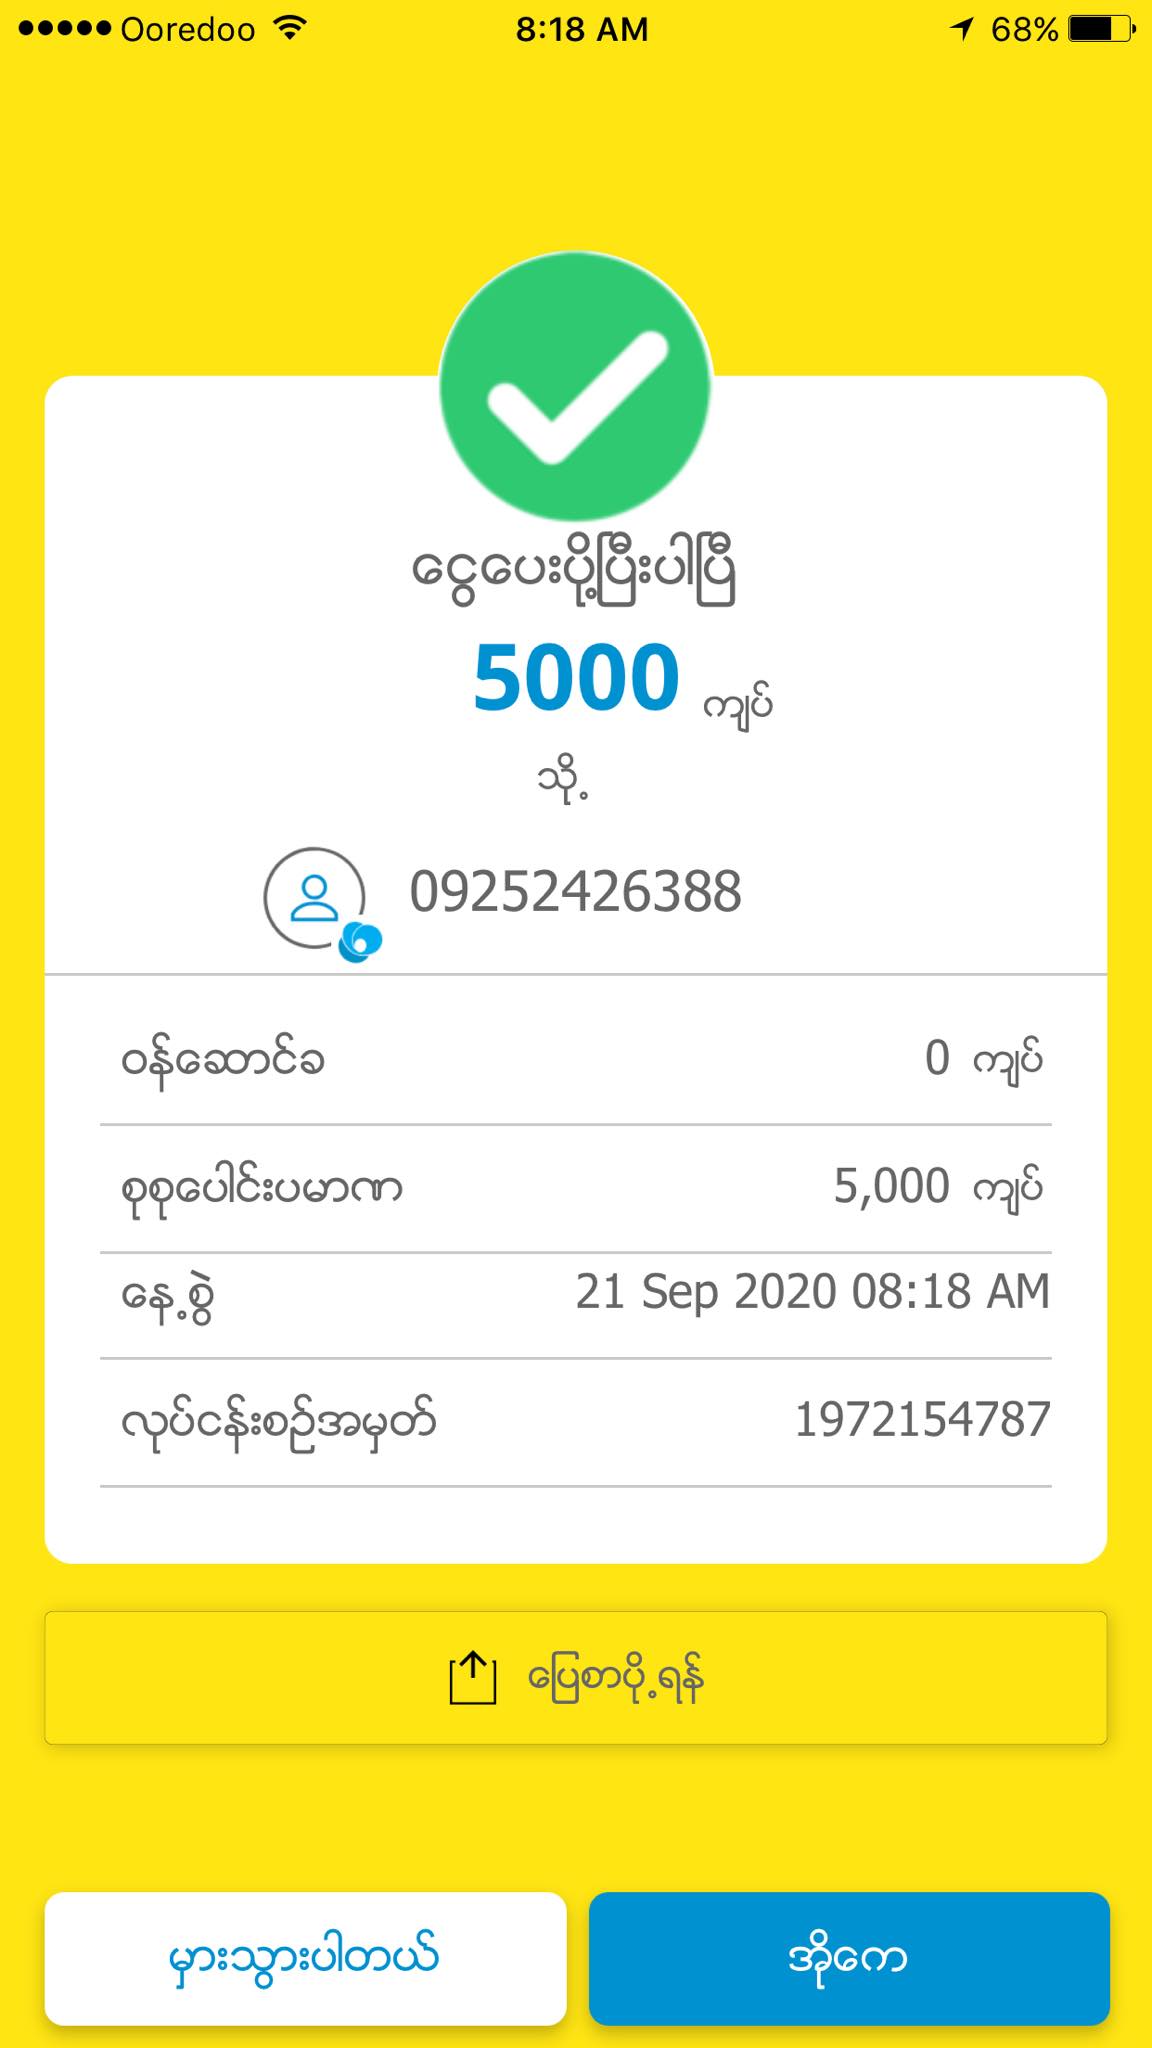 Ooredoo 8:18 AM 68%
ငွေပေးပို့ပြီးပါပြီ
5000 ကျပ်
သို့
09252426388
ဝန်ဆောင်ခ 0 ကျပ်
စုစုပေါင်းပမာဏ 5,000 ကျပ်
နေ့စွဲ 21 Sep 2020 08:18 AM
လုပ်ငန်းစဉ်အမှတ် 1972154787
ပြေစာပို့ရန်
မှားသွားပါတယ် အိုကေ